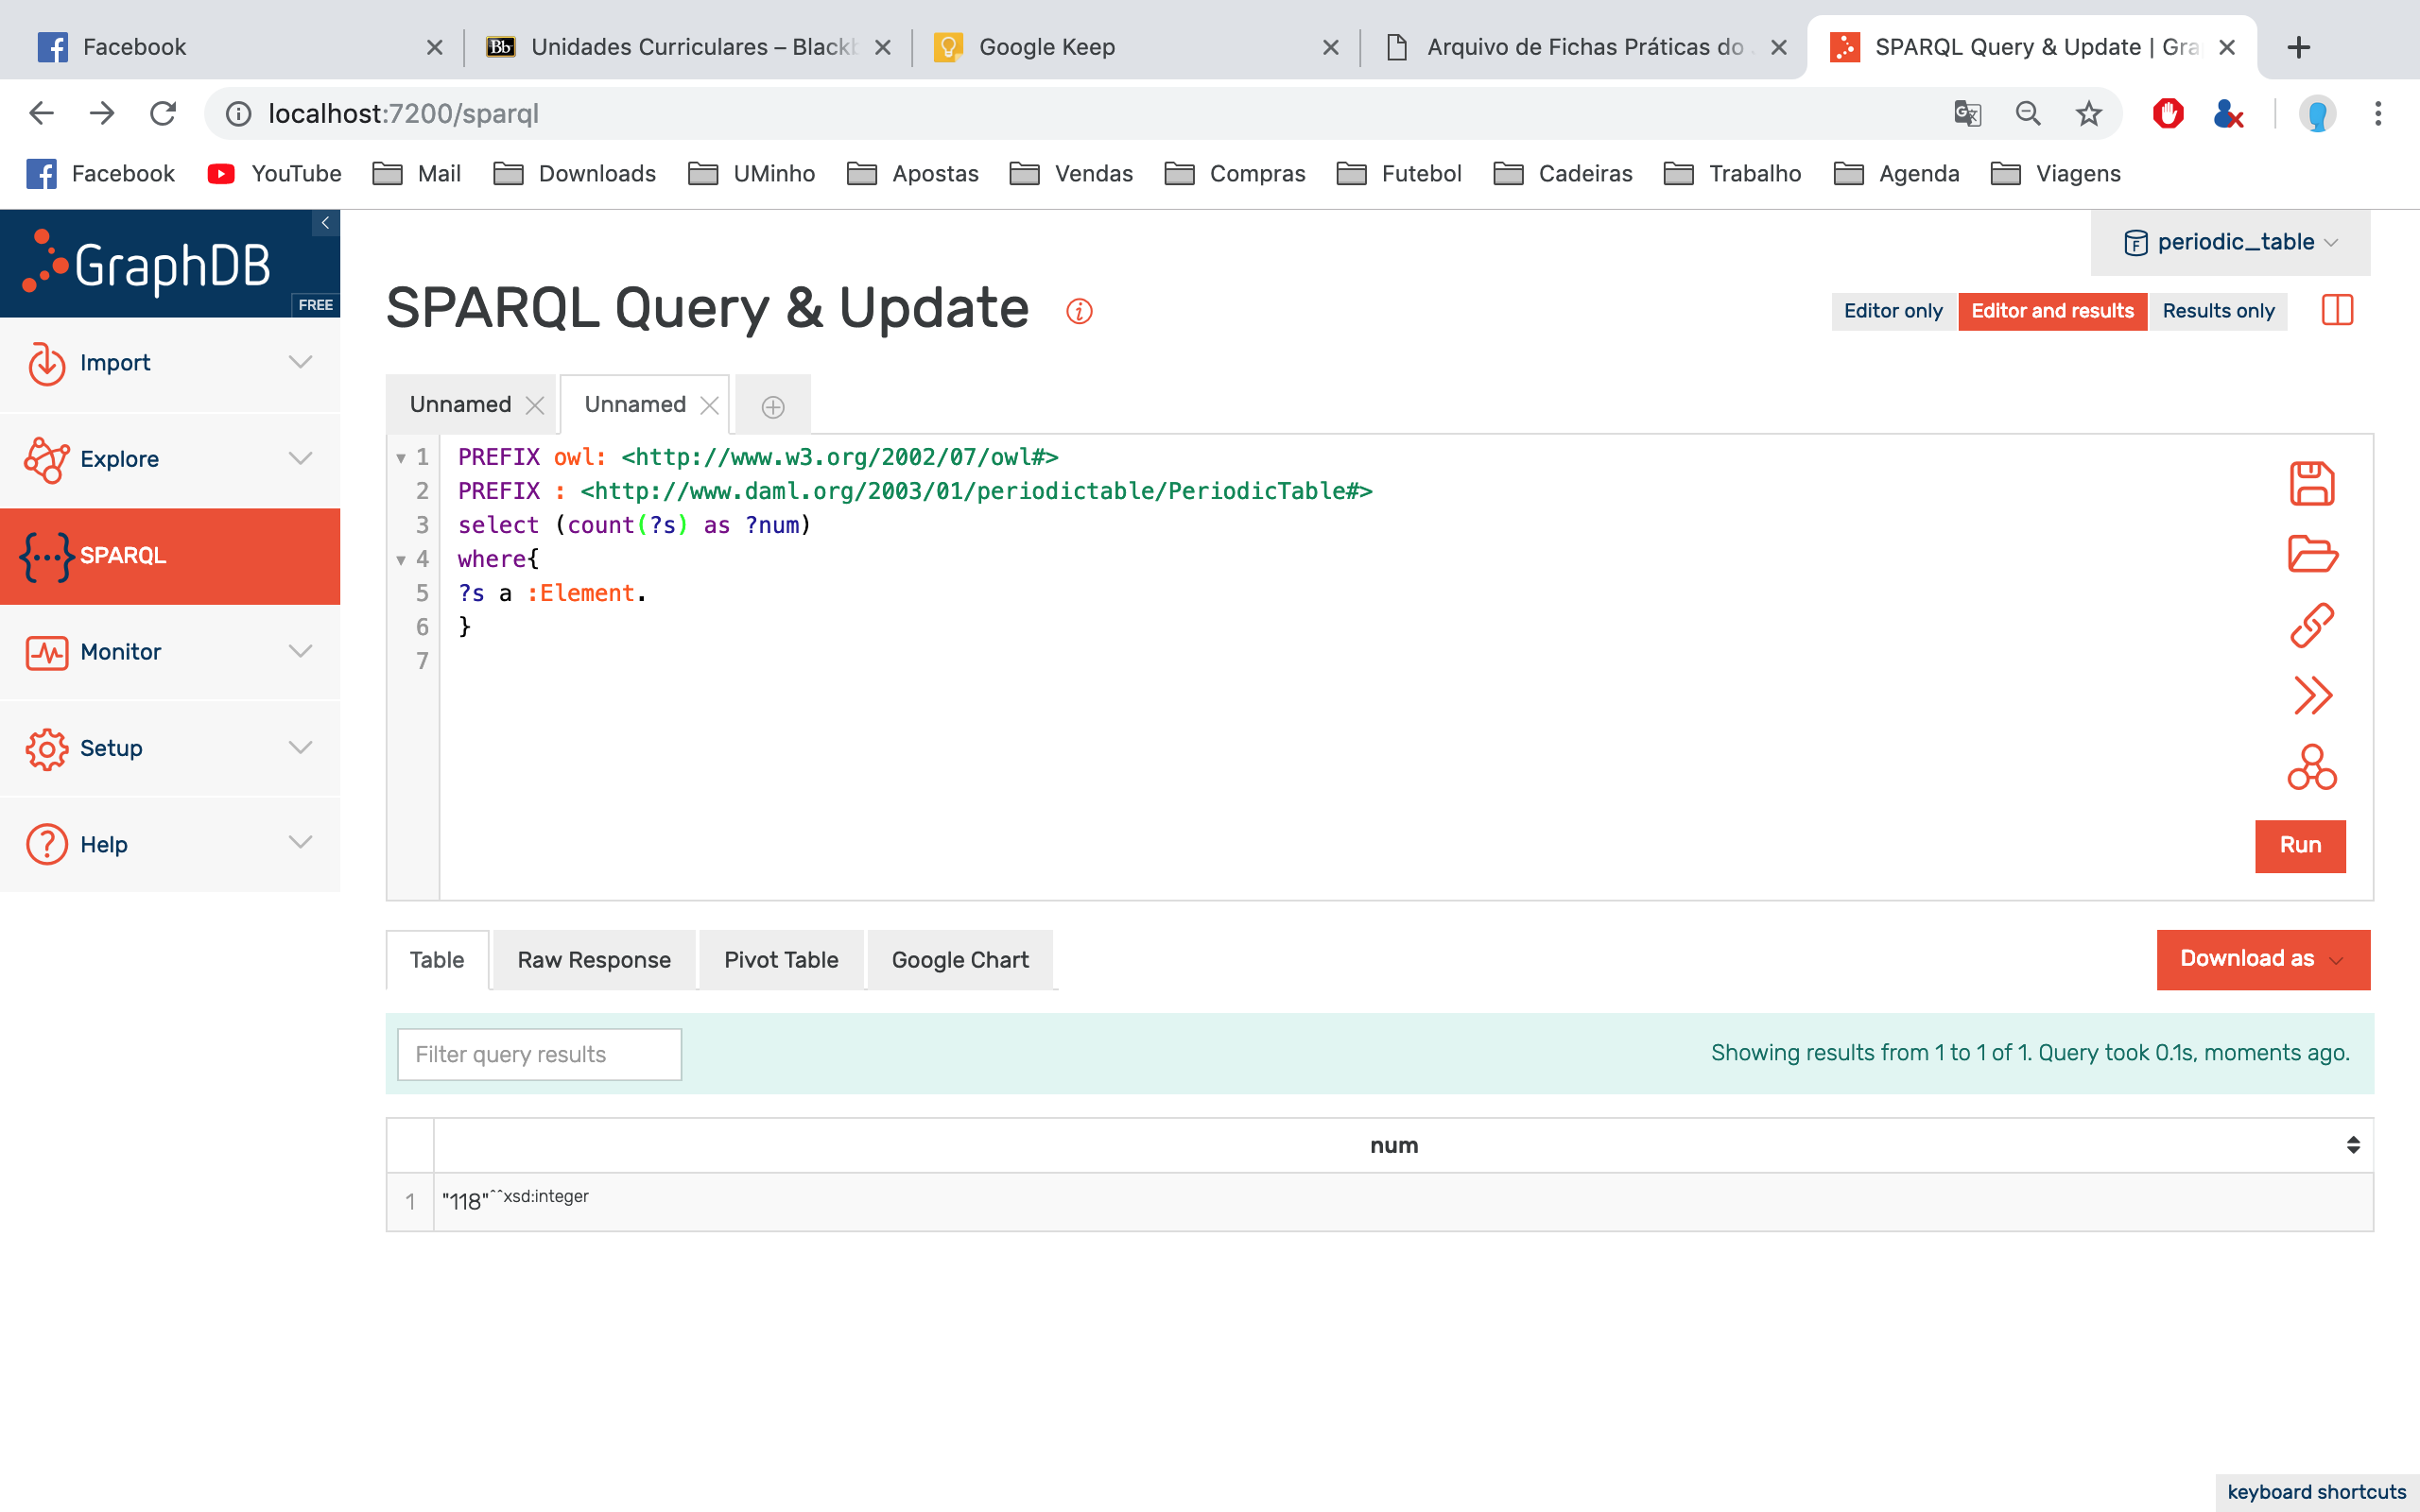 Facebook
Unidades Curriculares – Blackb
Google Keep
Arquivo de Fichas Práticas do
SPARQL Query & Update | Gra
localhost:7200/sparql
Facebook
YouTube
Mail
Downloads
UMinho
Apostas
Vendas
Compras
Futebol
Cadeiras
Trabalho
Agenda
Viagens
GraphDB
FREE
Import
Explore
SPARQL
Monitor
Setup
Help
periodic_table
SPARQL Query & Update
Editor only
Editor and results
Results only
Unnamed
Unnamed
1 PREFIX owl: <http://www.w3.org/2002/07/owl#>
2 PREFIX : <http://www.daml.org/2003/01/periodictable/PeriodicTable#>
3 select (count(?s) as ?num)
4 where{
5 ?s a :Element.
6 }
7
Run
Table
Raw Response
Pivot Table
Google Chart
Download as
Filter query results
Showing results from 1 to 1 of 1. Query took 0.1s, moments ago.
num
1 "118"^^xsd:integer
keyboard shortcuts